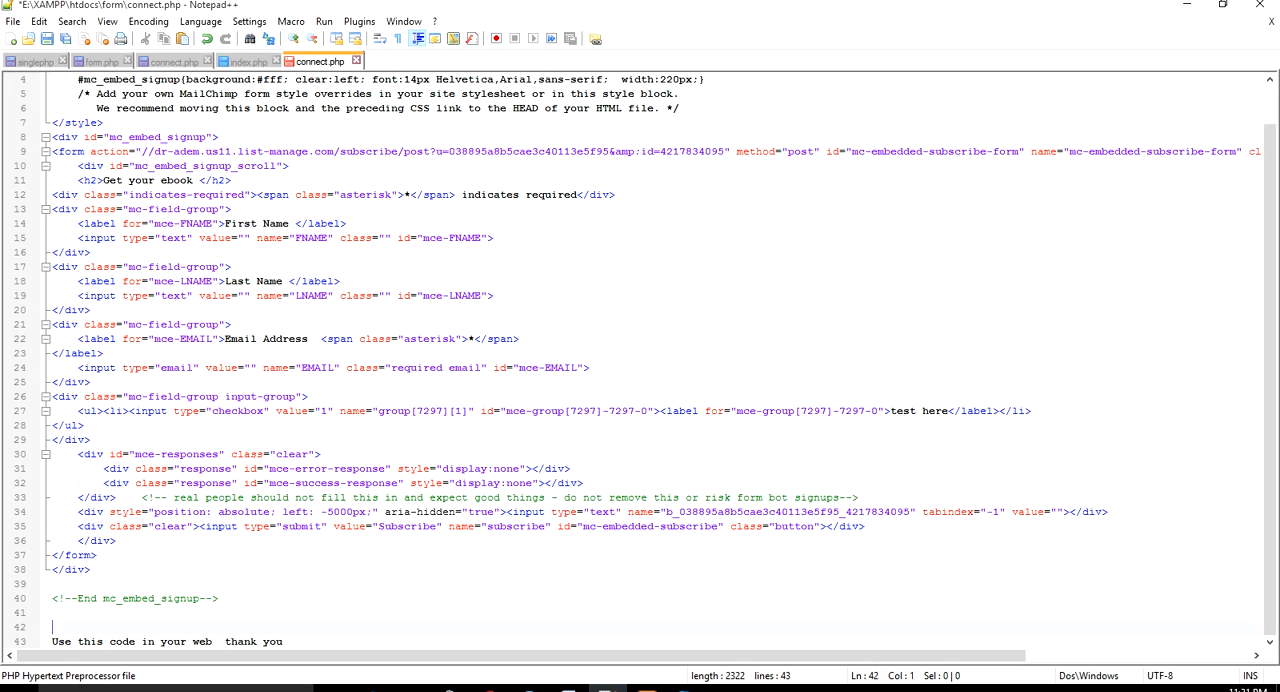 *E:\XAMPP\htdocs\form\connect.php - Notepad++
File Edit Search View Encoding Language Settings Macro Run Plugins Window ? X
singlephp form.php connect.php index.php connect.php
4 #mc_embed_signup{background:#fff; clear:left; font:14px Helvetica,Arial,sans-serif;  width:220px;}
5 /* Add your own MailChimp form style overrides in your site stylesheet or in this style block.
6 We recommend moving this block and the preceding CSS link to the HEAD of your HTML file. */
7 </style>
8 <div id="mc_embed_signup">
9 <form action="//dr-adem.us11.list-manage.com/subscribe/post?u=038895a8b5cae3c40113e5f95&amp;id=4217834095" method="post" id="mc-embedded-subscribe-form" name="mc-embedded-subscribe-form" cl
10 <div id="mc_embed_signup_scroll">
11 <h2>Get your ebook </h2>
12 <div class="indicates-required"><span class="asterisk">*</span> indicates required</div>
13 <div class="mc-field-group">
14 <label for="mce-FNAME">First Name </label>
15 <input type="text" value="" name="FNAME" class="" id="mce-FNAME">
16 </div>
17 <div class="mc-field-group">
18 <label for="mce-LNAME">Last Name </label>
19 <input type="text" value="" name="LNAME" class="" id="mce-LNAME">
20 </div>
21 <div class="mc-field-group">
22 <label for="mce-EMAIL">Email Address  <span class="asterisk">*</span>
23 </label>
24 <input type="email" value="" name="EMAIL" class="required email" id="mce-EMAIL">
25 </div>
26 <div class="mc-field-group input-group">
27 <ul><li><input type="checkbox" value="1" name="group[7297][1]" id="mce-group[7297]-7297-0"><label for="mce-group[7297]-7297-0">test here</label></li>
28 </ul>
29 </div>
30 <div id="mce-responses" class="clear">
31 <div class="response" id="mce-error-response" style="display:none"></div>
32 <div class="response" id="mce-success-response" style="display:none"></div>
33 </div>    <!-- real people should not fill this in and expect good things - do not remove this or risk form bot signups-->
34 <div style="position: absolute; left: -5000px;" aria-hidden="true"><input type="text" name="b_038895a8b5cae3c40113e5f95_4217834095" tabindex="-1" value=""></div>
35 <div class="clear"><input type="submit" value="Subscribe" name="subscribe" id="mc-embedded-subscribe" class="button"></div>
36 </div>
37 </form>
38 </div>
39
40 <!--End mc_embed_signup-->
41
42
43 Use this code in your web  thank you
PHP Hypertext Preprocessor file length : 2322 lines : 43 Ln : 42 Col : 1 Sel : 0 | 0 Dos\Windows UTF-8 INS